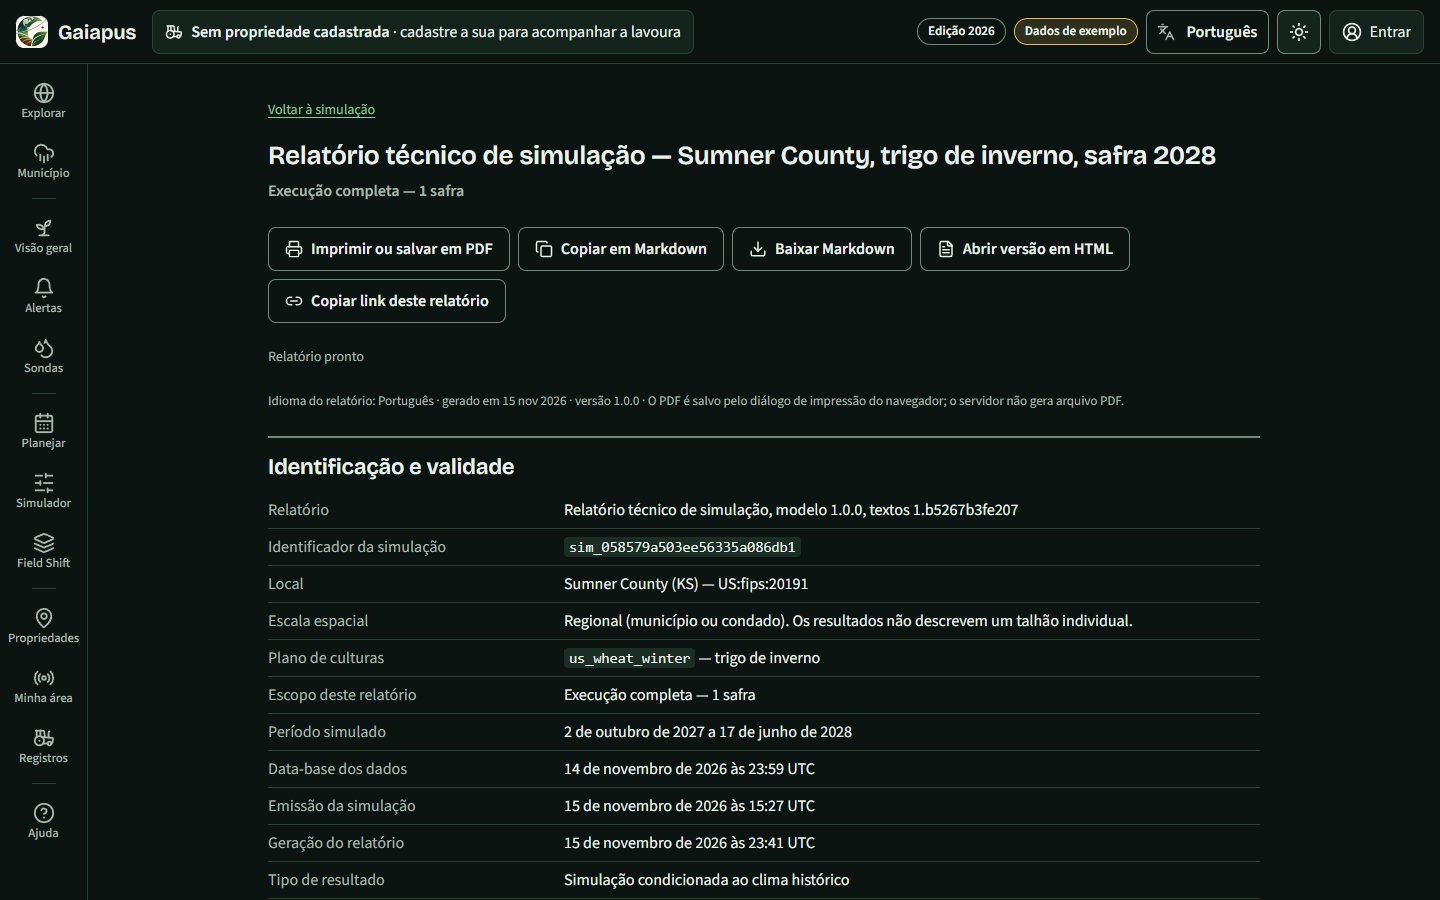 Gaiapus
Sem propriedade cadastrada · cadastre a sua para acompanhar a lavoura
Edição 2026
Dados de exemplo
Português
Entrar
Explorar
Município
Visão geral
Alertas
Sondas
Planejar
Simulador
Field Shift
Propriedades
Minha área
Registros
Ajuda
Voltar à simulação
Relatório técnico de simulação — Sumner County, trigo de inverno, safra 2028
Execução completa — 1 safra
Imprimir ou salvar em PDF
Copiar em Markdown
Baixar Markdown
Abrir versão em HTML
Copiar link deste relatório
Relatório pronto
Idioma do relatório: Português · gerado em 15 nov 2026 · versão 1.0.0 · O PDF é salvo pelo diálogo de impressão do navegador; o servidor não gera arquivo PDF.
Identificação e validade
Relatório Relatório técnico de simulação, modelo 1.0.0, textos 1.b5267b3fe207
Identificador da simulação sim_058579a503ee56335a086db1
Local Sumner County (KS) — US:fips:20191
Escala espacial Regional (município ou condado). Os resultados não descrevem um talhão individual.
Plano de culturas us_wheat_winter — trigo de inverno
Escopo deste relatório Execução completa — 1 safra
Período simulado 2 de outubro de 2027 a 17 de junho de 2028
Data-base dos dados 14 de novembro de 2026 às 23:59 UTC
Emissão da simulação 15 de novembro de 2026 às 15:27 UTC
Geração do relatório 15 de novembro de 2026 às 23:41 UTC
Tipo de resultado Simulação condicionada ao clima histórico